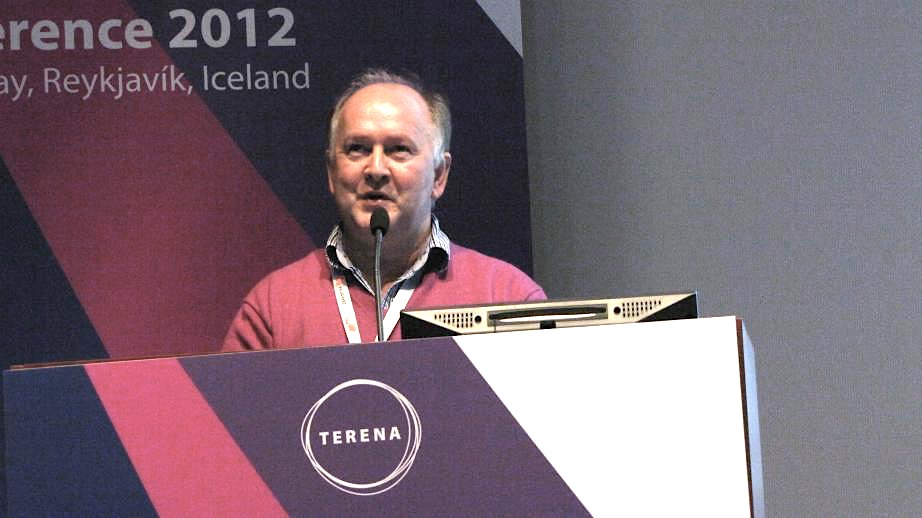 erence 2012
ay, Reykjavík, Iceland
TERENA